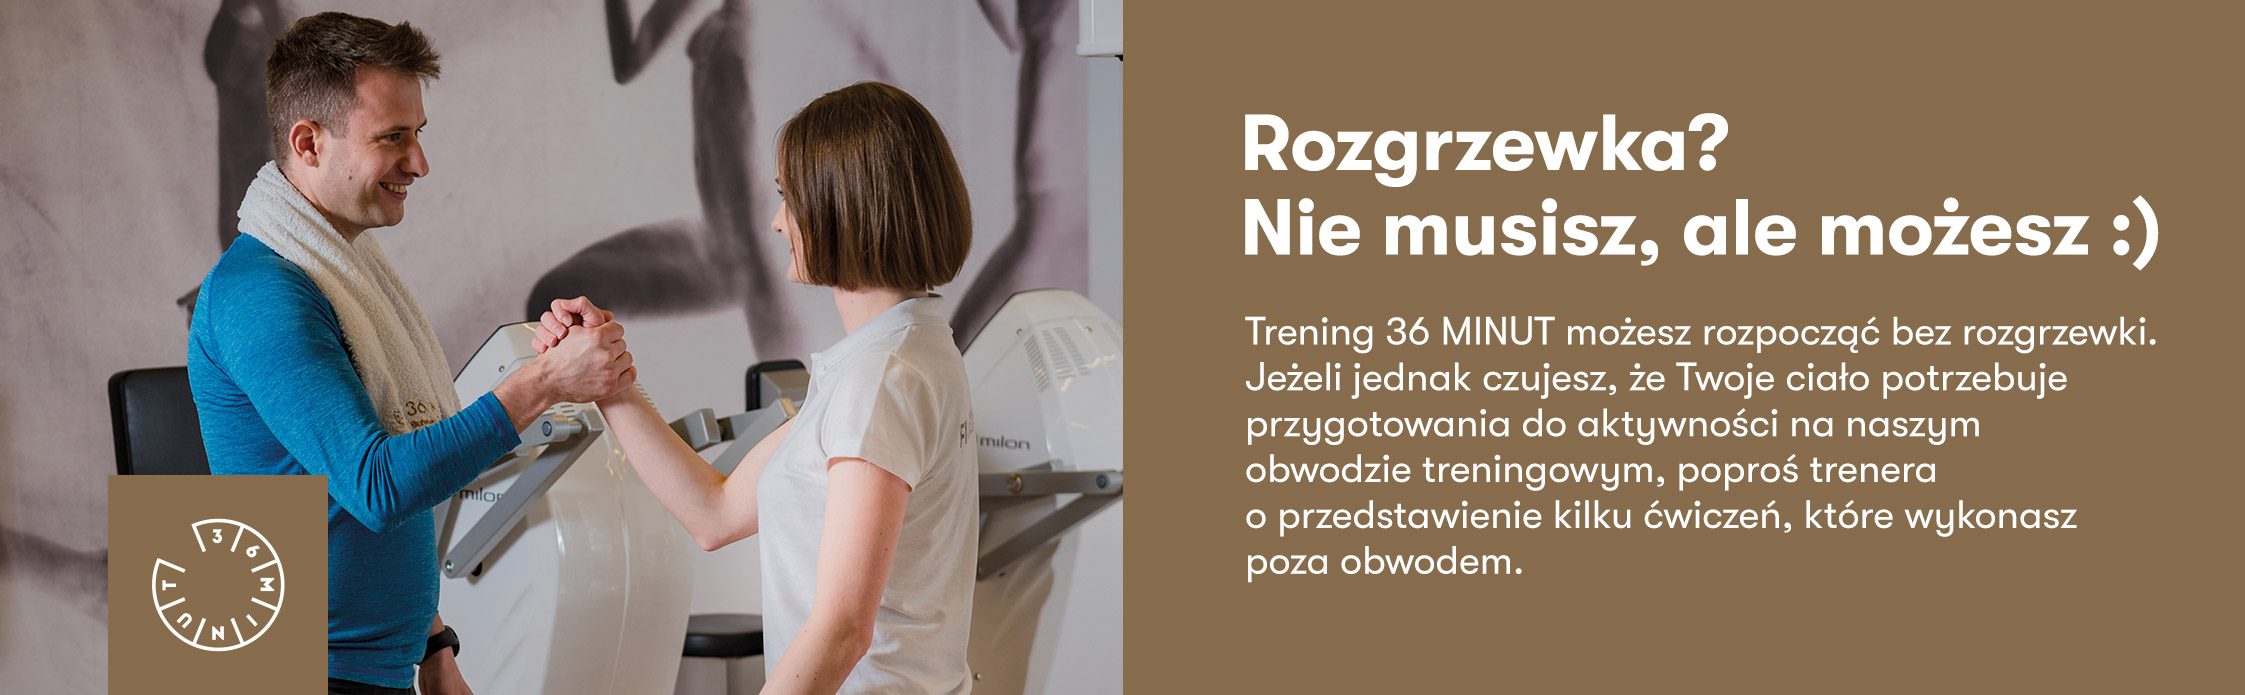 Rozgrzewka?
Nie musisz, ale możesz :)
Trening 36 MINUT możesz rozpocząć bez rozgrzewki.
Jeżeli jednak czujesz, że Twoje ciało potrzebuje
przygotowania do aktywności na naszym
obwodzie treningowym, poproś trenera
o przedstawienie kilku ćwiczeń, które wykonasz
poza obwodem.
36
milon
milon
36MINUT